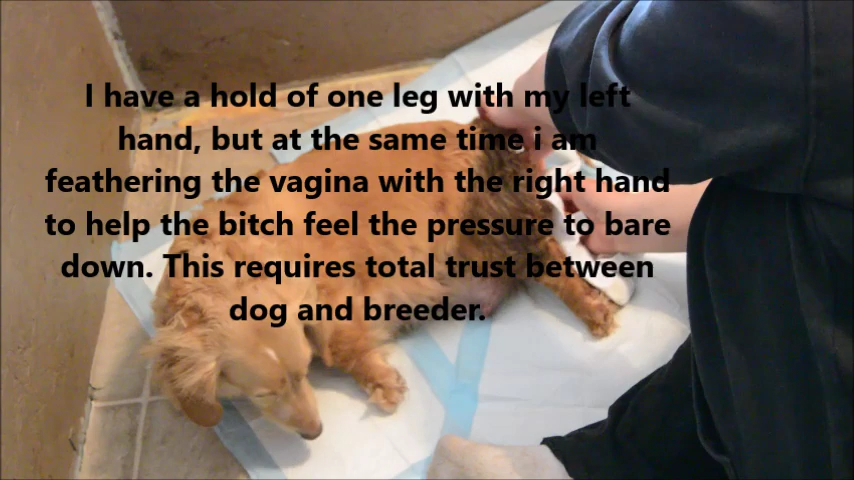 I have a hold of one leg with my left
hand, but at the same time i am
feathering the vagina with the right hand
to help the bitch feel the pressure to bare
down. This requires total trust between
dog and breeder.